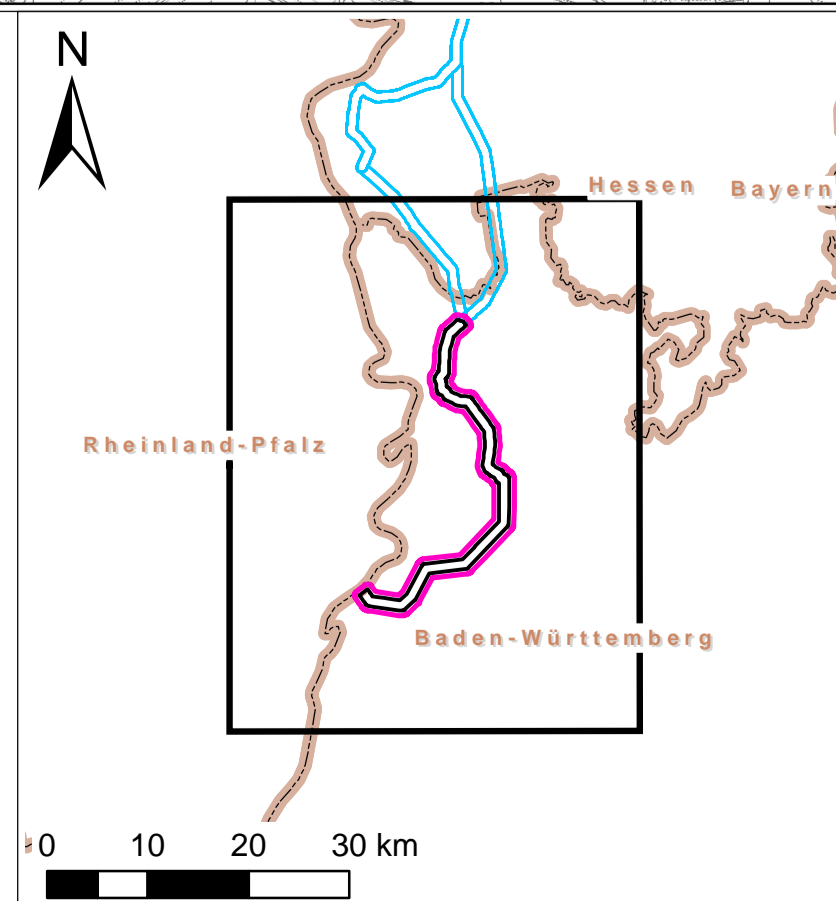 N
Hessen
Bayern
Rheinland-Pfalz
Baden-Württemberg
0 10 20 30 km